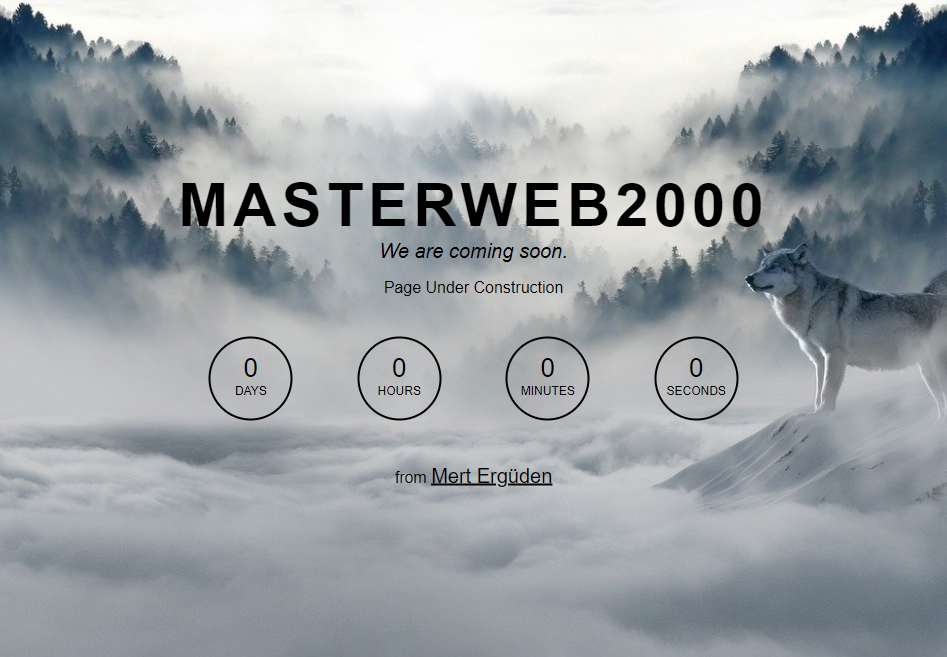 MASTERWEB2000
We are coming soon.
Page Under Construction
0 0 0 0
DAYS HOURS MINUTES SECONDS
from Mert Ergüden